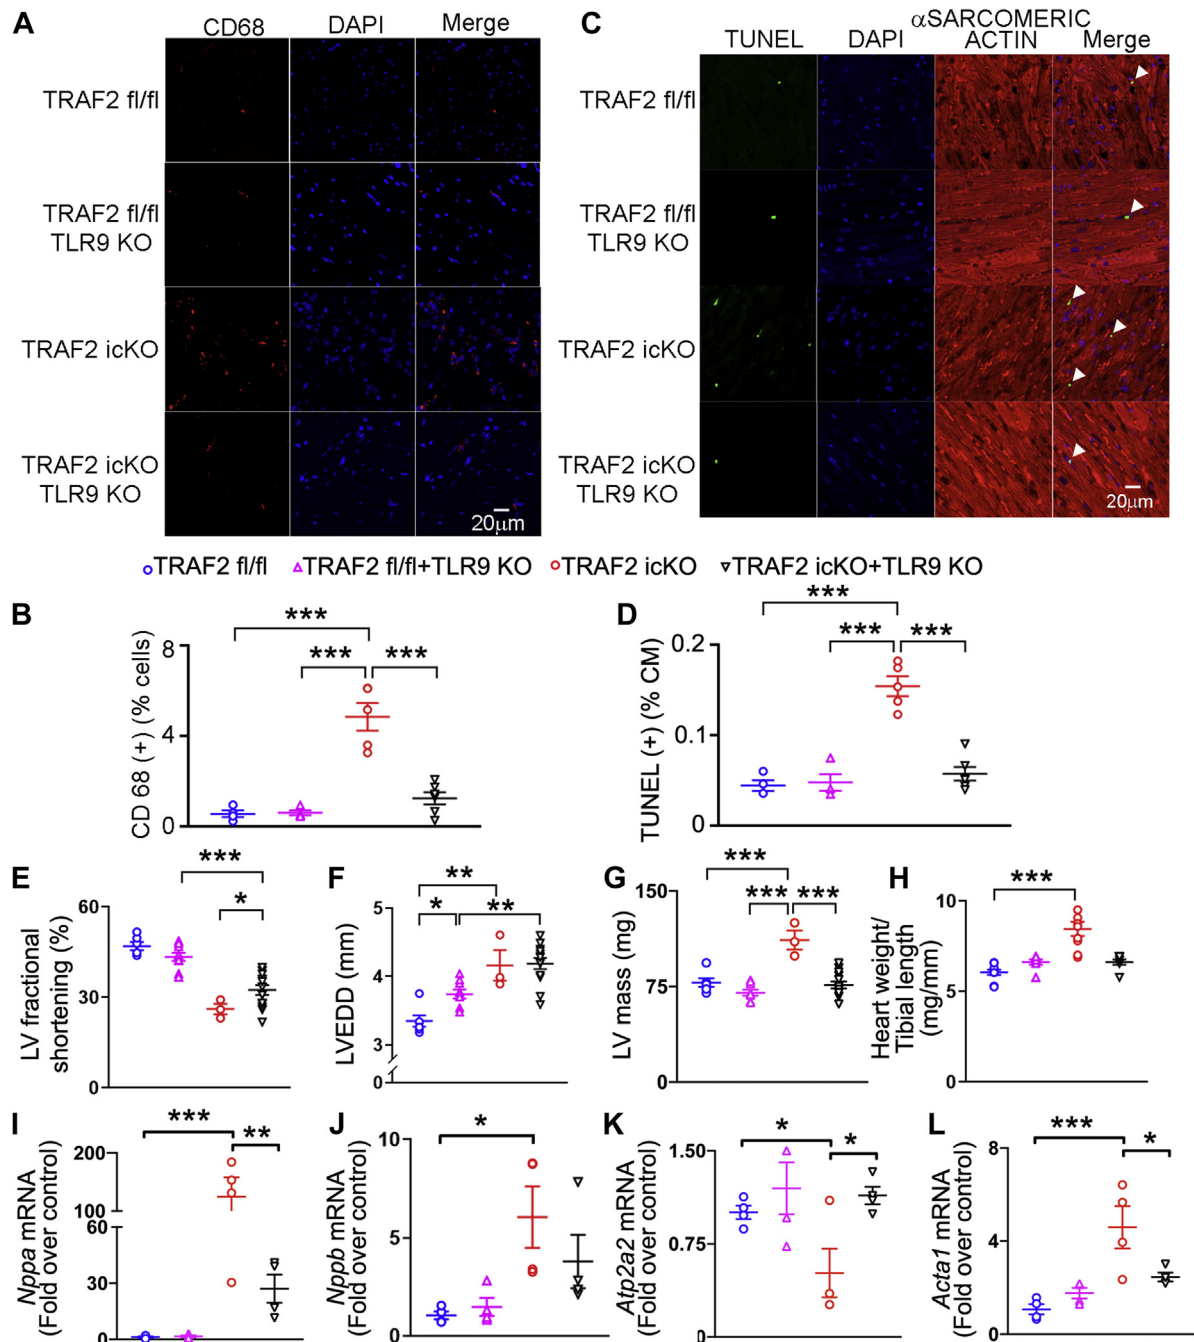 A
CD68 DAPI Merge
TRAF2 fl/fl
TRAF2 fl/fl
TLR9 KO
TRAF2 icKO
TRAF2 icKO
TLR9 KO
20μm
C
αSARCOMERIC
TUNEL DAPI ACTIN Merge
TRAF2 fl/fl
TRAF2 fl/fl
TLR9 KO
TRAF2 icKO
TRAF2 icKO
TLR9 KO
20μm
TRAF2 fl/fl TRAF2 fl/fl+TLR9 KO TRAF2 icKO TRAF2 icKO+TLR9 KO
B
CD 68 (+) (% cells)
8
4
0
***
*** ***
D
TUNEL (+) (% CM)
0.2
0.1
0
***
*** ***
E
LV fractional
shortening (%)
60
30
0
***
*
F
LVEDD (mm)
5
4
3
0
**
* **
G
LV mass (mg)
150
75
0
***
*** ***
H
Heart weight/
Tibial length
(mg/mm)
10
5
0
***
I
Nppa mRNA
(Fold over control)
200
100
60
30
0
*** **
J
Nppb mRNA
(Fold over control)
10
5
0
*
K
Atp2a2 mRNA
(Fold over control)
1.50
0.75
0
* *
L
Acta1 mRNA
(Fold over control)
8
4
0
*** *